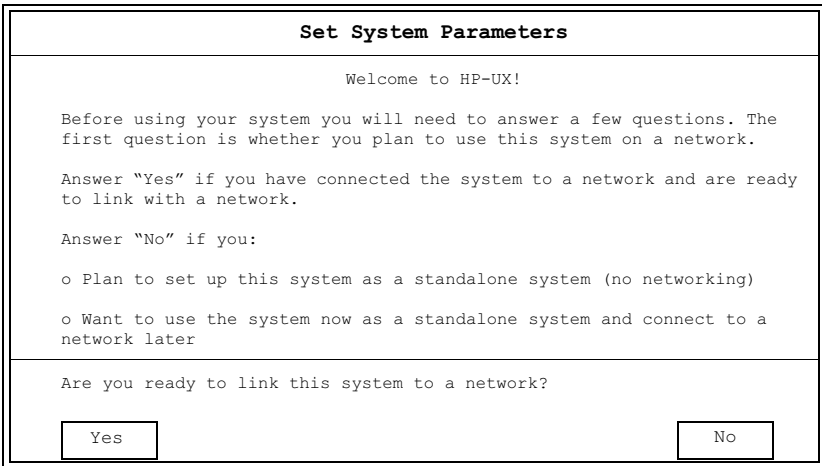 Set System Parameters
Welcome to HP-UX!
Before using your system you will need to answer a few questions. The
first question is whether you plan to use this system on a network.
Answer “Yes” if you have connected the system to a network and are ready
to link with a network.
Answer “No” if you:
o Plan to set up this system as a standalone system (no networking)
o Want to use the system now as a standalone system and connect to a
network later
Are you ready to link this system to a network?
Yes
No